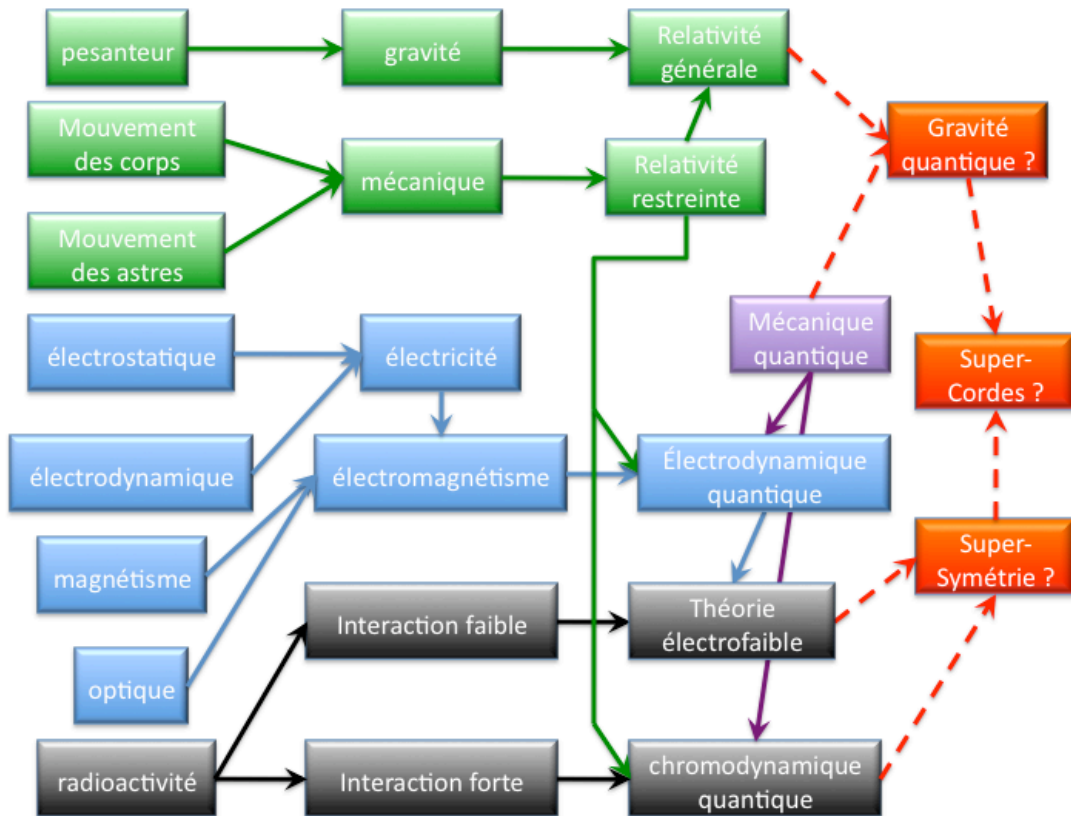 pesanteur
gravité
Relativité
générale
Mouvement
des corps
mécanique
Relativité
restreinte
Gravité
quantique ?
Mouvement
des astres
électrostatique
électricité
Mécanique
quantique
Super-
Cordes ?
électrodynamique
électromagnétisme
Électrodynamique
quantique
magnétisme
Super-
Symétrie ?
Interaction faible
Théorie
électrofaible
optique
radioactivité
Interaction forte
chromodynamique
quantique